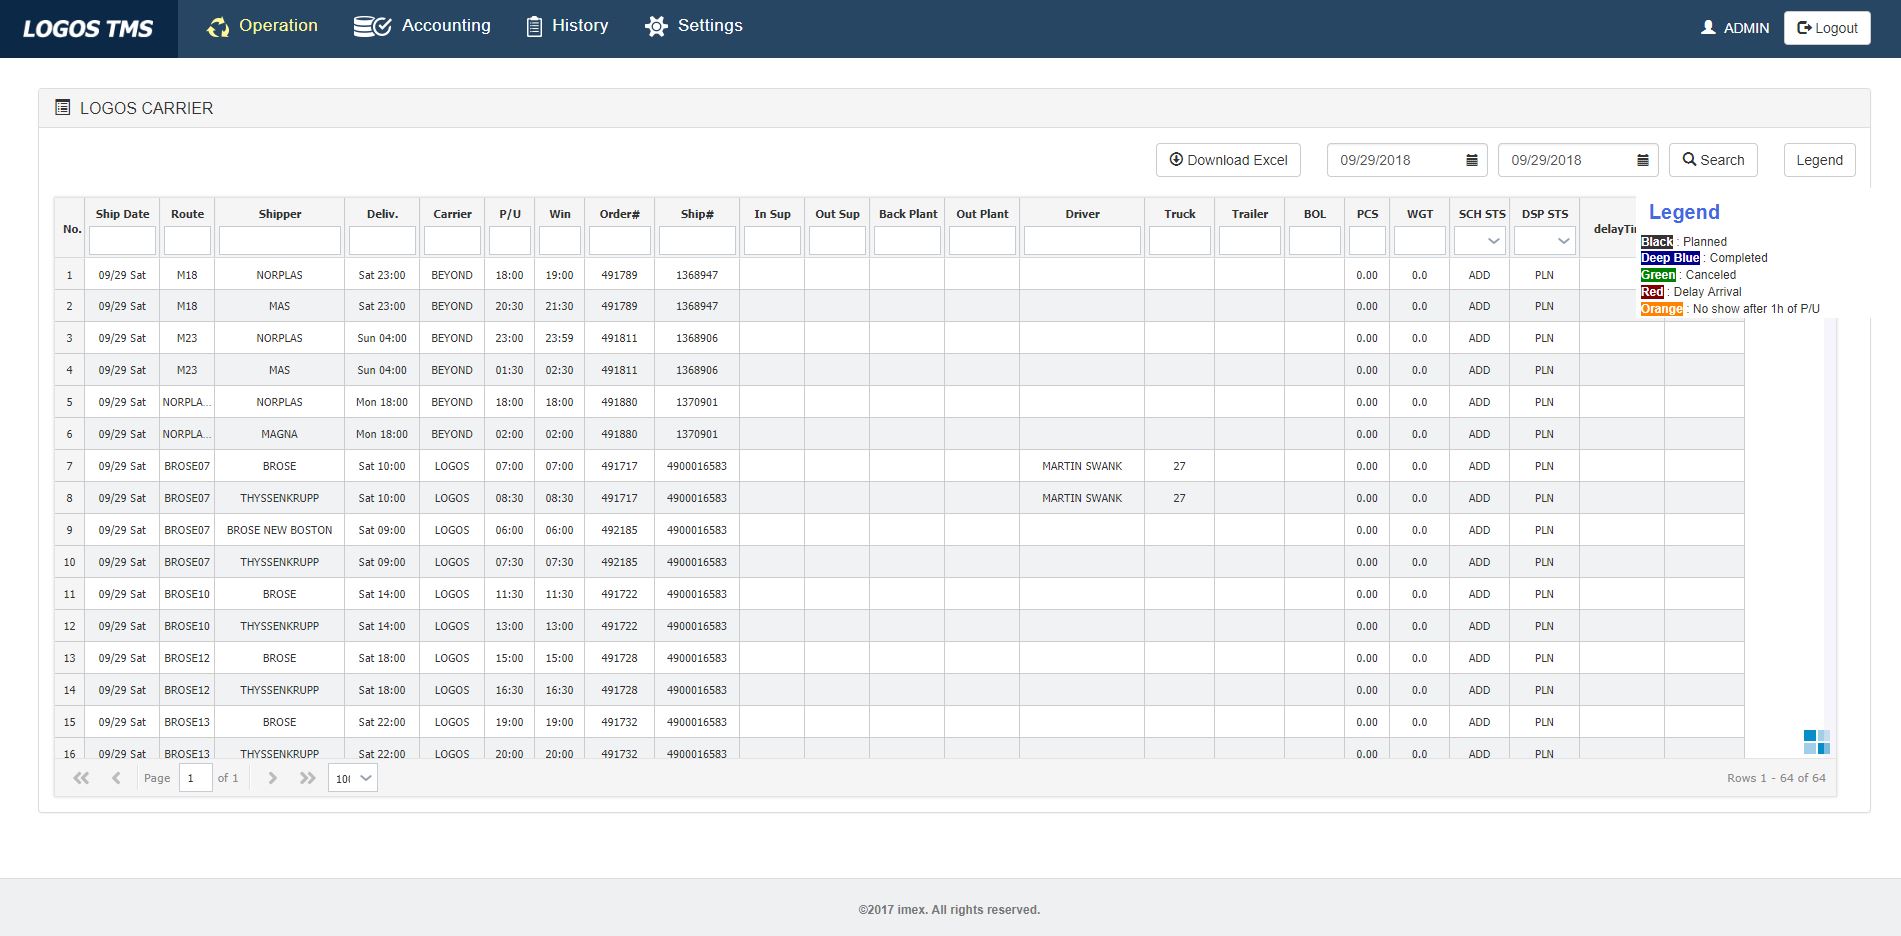 LOGOS TMS Operation Accounting History Settings ADMIN Logout
LOGOS CARRIER
Download Excel 09/29/2018 09/29/2018 Search Legend
No. Ship Date Route Shipper Deliv. Carrier P/U Win Order# Ship# In Sup Out Sup Back Plant Out Plant Driver Truck Trailer BOL PCS WGT SCH STS DSP STS
Legend
Black : Planned
Deep Blue : Completed
Green : Canceled
Red : Delay Arrival
Orange : No show after 1h of P/U
1 09/29 Sat M18 NORPLAS Sat 23:00 BEYOND 18:00 19:00 491789 1368947 0.00 0.0 ADD PLN
2 09/29 Sat M18 MAS Sat 23:00 BEYOND 20:30 21:30 491789 1368947 0.00 0.0 ADD PLN
3 09/29 Sat M23 NORPLAS Sun 04:00 BEYOND 23:00 23:59 491811 1368906 0.00 0.0 ADD PLN
4 09/29 Sat M23 MAS Sun 04:00 BEYOND 01:30 02:30 491811 1368906 0.00 0.0 ADD PLN
5 09/29 Sat NORPLA... NORPLAS Mon 18:00 BEYOND 18:00 18:00 491880 1370901 0.00 0.0 ADD PLN
6 09/29 Sat NORPLA... MAGNA Mon 18:00 BEYOND 02:00 02:00 491880 1370901 0.00 0.0 ADD PLN
7 09/29 Sat BROSE07 BROSE Sat 10:00 LOGOS 07:00 07:00 491717 4900016583 MARTIN SWANK 27 0.00 0.0 ADD PLN
8 09/29 Sat BROSE07 THYSSENKRUPP Sat 10:00 LOGOS 08:30 08:30 491717 4900016583 MARTIN SWANK 27 0.00 0.0 ADD PLN
9 09/29 Sat BROSE07 BROSE NEW BOSTON Sat 09:00 LOGOS 06:00 06:00 492185 4900016583 0.00 0.0 ADD PLN
10 09/29 Sat BROSE07 THYSSENKRUPP Sat 09:00 LOGOS 07:30 07:30 492185 4900016583 0.00 0.0 ADD PLN
11 09/29 Sat BROSE10 BROSE Sat 14:00 LOGOS 11:30 11:30 491722 4900016583 0.00 0.0 ADD PLN
12 09/29 Sat BROSE10 THYSSENKRUPP Sat 14:00 LOGOS 13:00 13:00 491722 4900016583 0.00 0.0 ADD PLN
13 09/29 Sat BROSE12 BROSE Sat 18:00 LOGOS 15:00 15:00 491728 4900016583 0.00 0.0 ADD PLN
14 09/29 Sat BROSE12 THYSSENKRUPP Sat 18:00 LOGOS 16:30 16:30 491728 4900016583 0.00 0.0 ADD PLN
15 09/29 Sat BROSE13 BROSE Sat 22:00 LOGOS 19:00 19:00 491732 4900016583 0.00 0.0 ADD PLN
16 09/29 Sat BROSE13 THYSSENKRUPP Sat 22:00 LOGOS 20:00 20:00 491732 4900016583 0.00 0.0 ADD PLN
Page 1 of 1 Rows 1 - 64 of 64
©2017 imex. All rights reserved.